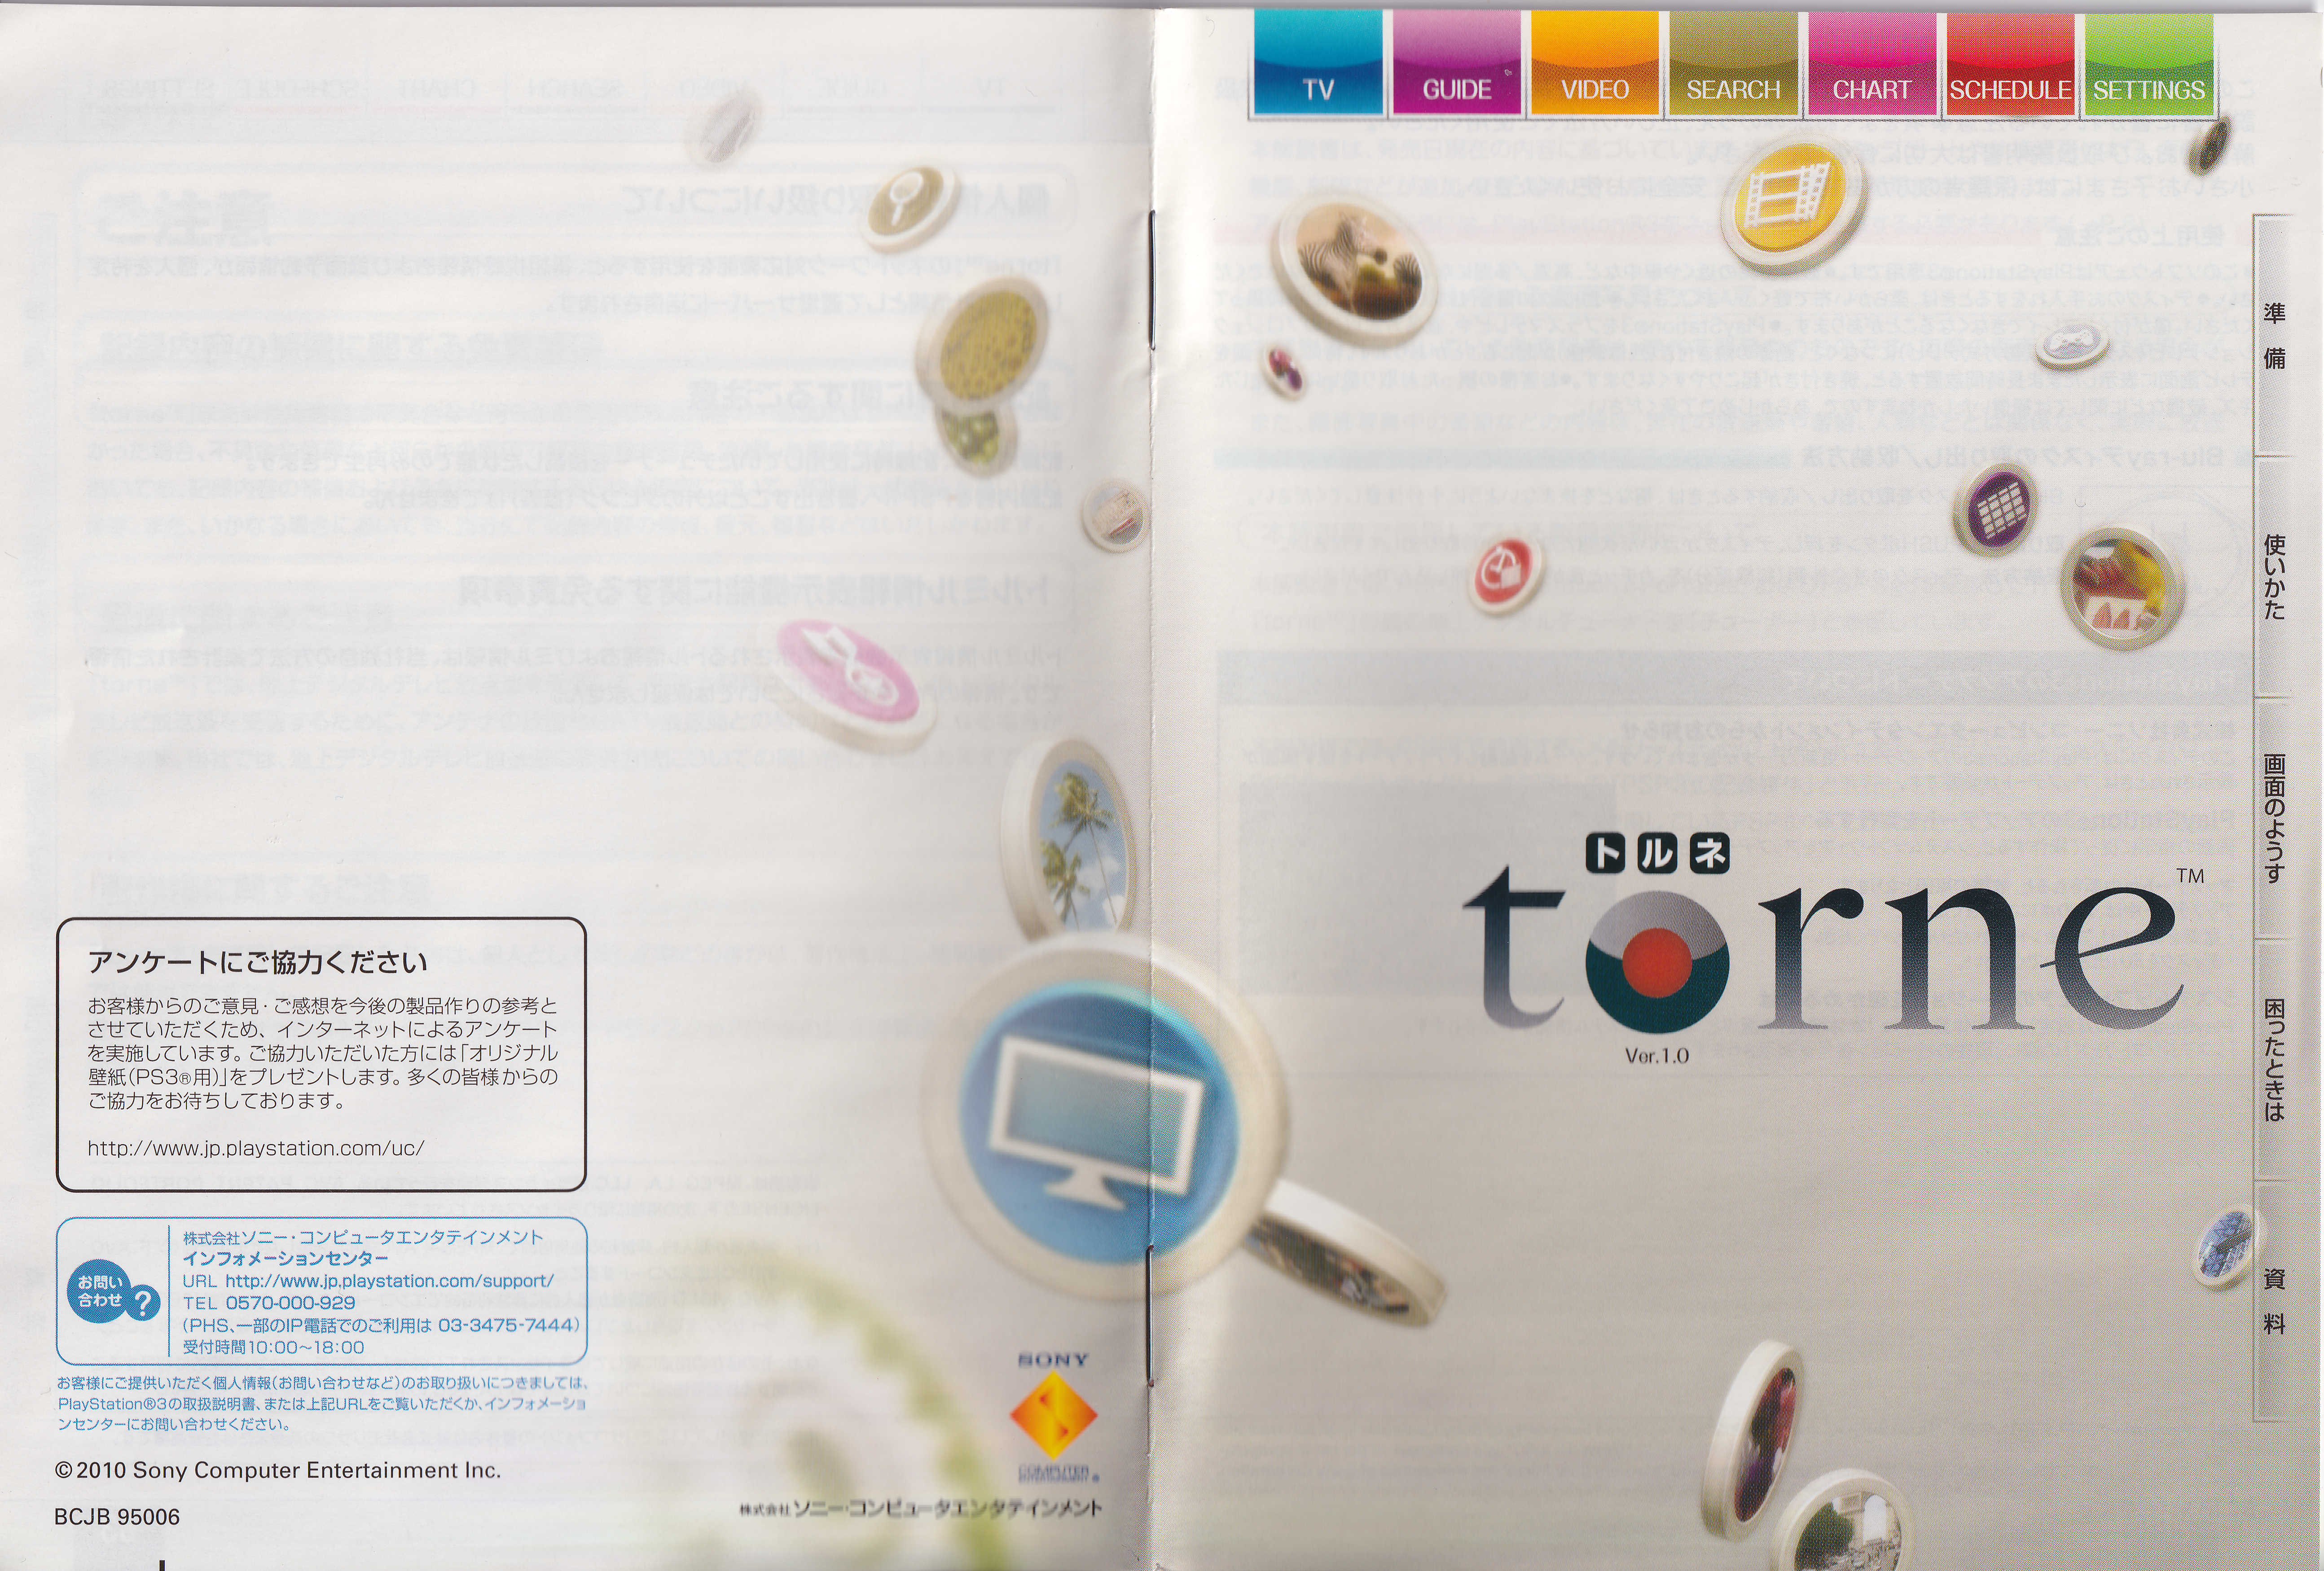 アンケートにご協力ください
お客様からのご意見・ご感想を今後の製品作りの参考と
させていただくため、インターネットによるアンケート
を実施しています。ご協力いただいた方には「オリジナル
壁紙(PS3®用)」をプレゼントします。多くの皆様からの
ご協力をお待ちしております。
http://www.jp.playstation.com/uc/
お問い
合わせ
?
株式会社ソニー・コンピュータエンタテインメント
インフォメーションセンター
URL http://www.jp.playstation.com/support/
TEL 0570-000-929
(PHS、一部のIP電話でのご利用は 03-3475-7444)
受付時間10:00~18:00
お客様にご提供いただく個人情報(お問い合わせなど)のお取り扱いにつきましては、
PlayStation®3の取扱説明書、または上記URLをご覧いただくか、インフォメーショ
ンセンターにお問い合わせください。
©2010 Sony Computer Entertainment Inc.
BCJB 95006
SONY
COMPUTER
ENTERTAINMENT®
株式会社ソニー・コンピュータエンタテインメント
TV
GUIDE
VIDEO
SEARCH
CHART
SCHEDULE
SETTINGS
トルネ
torne™
Ver.1.0
準備
使いかた
画面のようす
困ったときは
資料